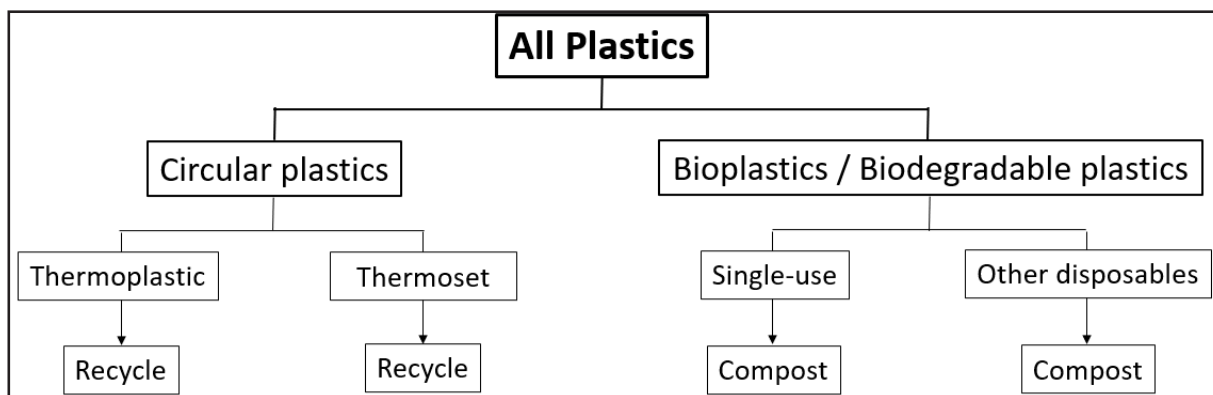 All Plastics
Circular plastics
Bioplastics / Biodegradable plastics
Thermoplastic
Thermoset
Single-use
Other disposables
Recycle
Recycle
Compost
Compost